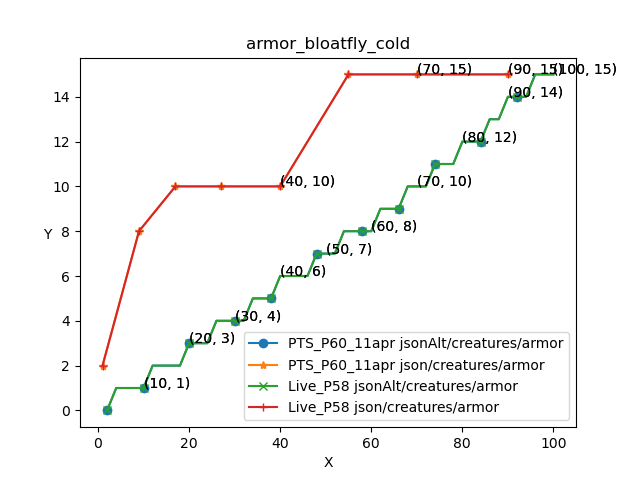 armor_bloatfly_cold
(70, 15)
(90, 15)
(100, 15)
14
(90, 14)
12
(80, 12)
10
(40, 10)
(70, 10)
Y
8
(60, 8)
(50, 7)
6
(40, 6)
4
(30, 4)
(20, 3)
2
(10, 1)
0
PTS_P60_11apr jsonAlt/creatures/armor
PTS_P60_11apr json/creatures/armor
Live_P58 jsonAlt/creatures/armor
Live_P58 json/creatures/armor
0 20 40 60 80 100
X